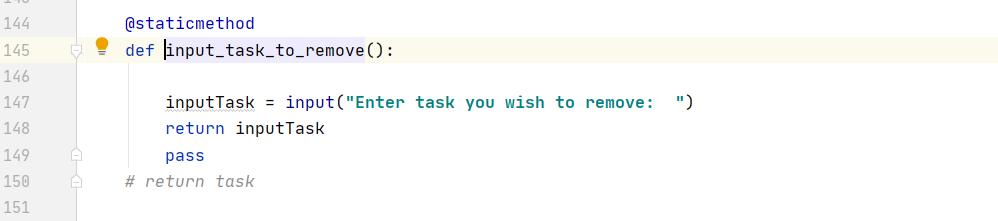 144 @staticmethod
145 def input_task_to_remove():
146
147 inputTask = input("Enter task you wish to remove:  ")
148 return inputTask
149 pass
150 # return task
151